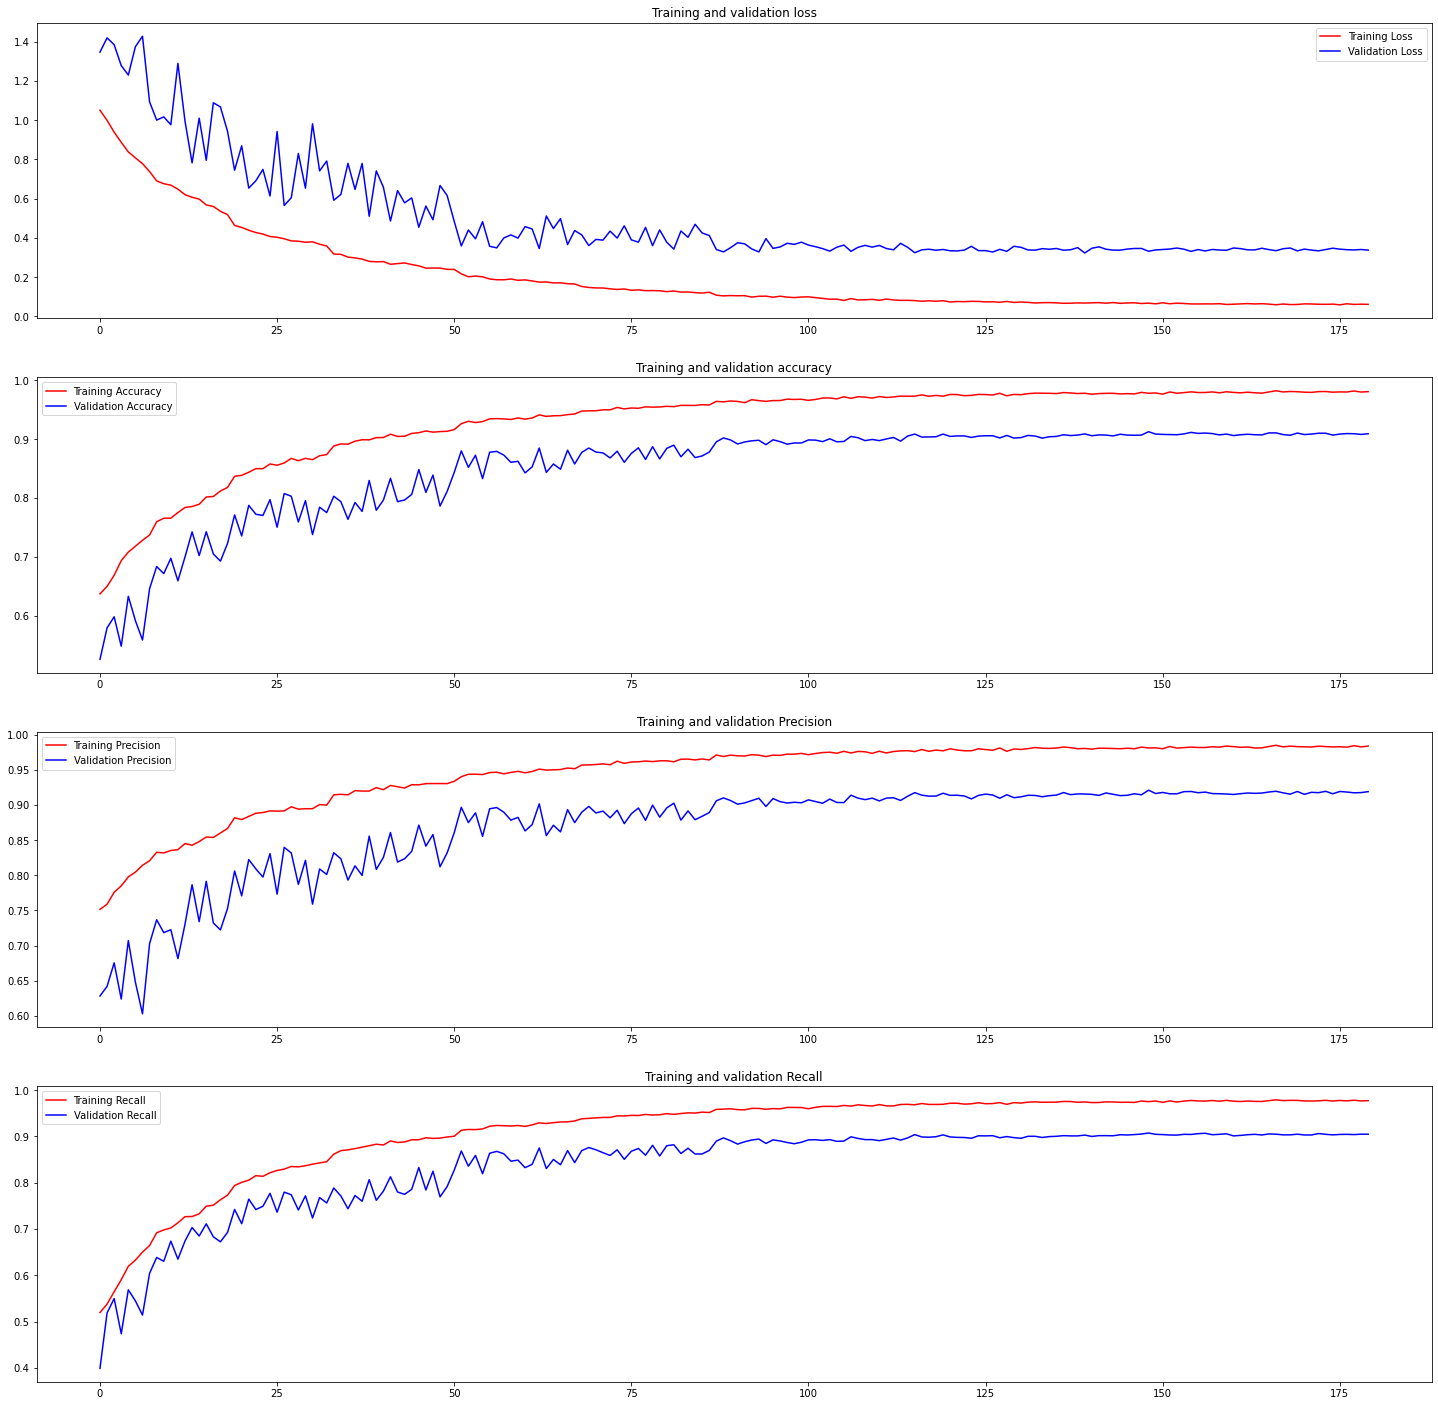 Training and validation loss
1.4
1.2
1.0
0.8
0.6
0.4
0.2
0.0
Training Loss
Validation Loss
0 25 50 75 100 125 150 175
Training and validation accuracy
1.0
0.9
0.8
0.7
0.6
Training Accuracy
Validation Accuracy
0 25 50 75 100 125 150 175
Training and validation Precision
1.00
0.95
0.90
0.85
0.80
0.75
0.70
0.65
0.60
Training Precision
Validation Precision
0 25 50 75 100 125 150 175
Training and validation Recall
1.0
0.9
0.8
0.7
0.6
0.5
0.4
Training Recall
Validation Recall
0 25 50 75 100 125 150 175